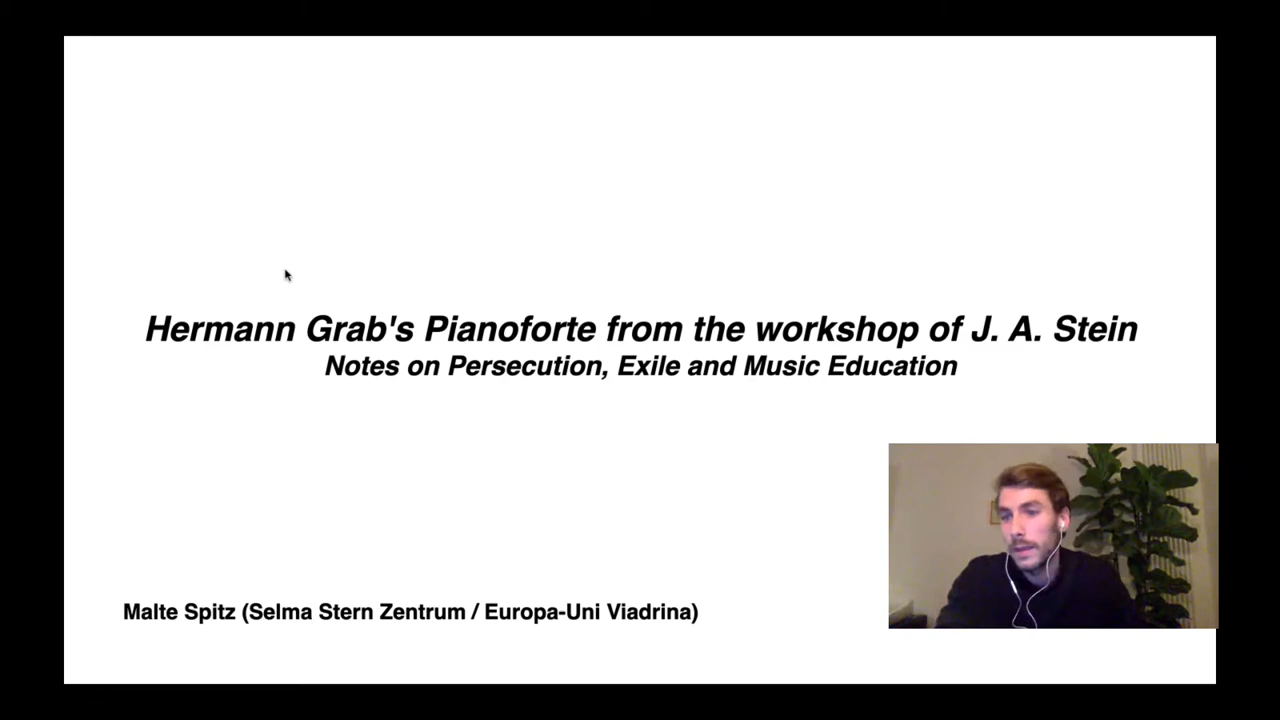 Hermann Grab's Pianoforte from the workshop of J. A. Stein
Notes on Persecution, Exile and Music Education
Malte Spitz (Selma Stern Zentrum / Europa-Uni Viadrina)